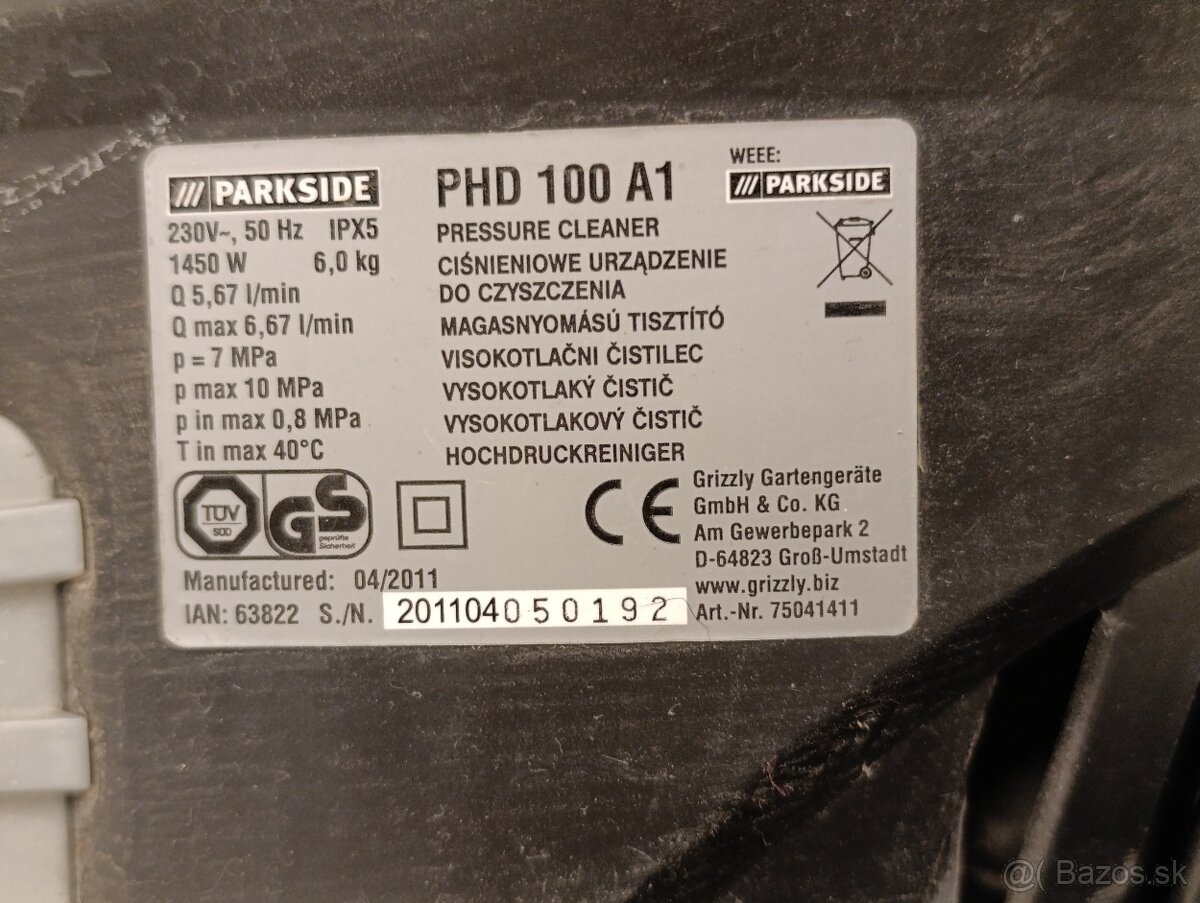 PARKSIDE
230V~, 50 Hz IPX5
1450 W 6,0 kg
Q 5,67 l/min
Q max 6,67 l/min
p = 7 MPa
p max 10 MPa
p in max 0,8 MPa
T in max 40°C
PHD 100 A1
PRESSURE CLEANER
CIŚNIENIOWE URZĄDZENIE
DO CZYSZCZENIA
MAGASNYOMÁSÚ TISZTÍTÓ
VISOKOTLAČNI ČISTILEC
VYSOKOTLAKÝ ČISTIČ
VYSOKOTLAKOVÝ ČISTIČ
HOCHDRUCKREINIGER
WEEE:
PARKSIDE
TÜV
SÜD
GS
geprüfte
Sicherheit
CE
Grizzly Gartengeräte
GmbH & Co. KG
Am Gewerbepark 2
D-64823 Groß-Umstadt
www.grizzly.biz
Art.-Nr. 75041411
Manufactured: 04/2011
IAN: 63822 S./N. 201104050192
@( Bazos.sk